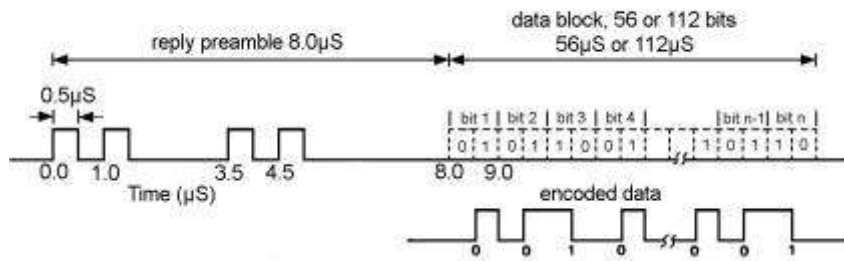 data block, 56 or 112 bits
reply preamble 8.0µS
56µS or 112µS
0.5µS
bit 1 bit 2 bit 3 bit 4 bit n-1 bit n
0 1 0 1 1 0 0 1 1 0 1 1 0
0.0 1.0 3.5 4.5 8.0 9.0
Time (µS)
encoded data
0 0 1 0 0 0 1